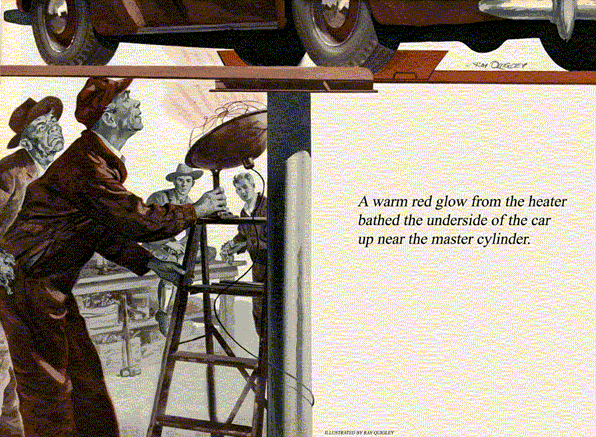 RAY QUIGLEY
A warm red glow from the heater
bathed the underside of the car
up near the master cylinder.
ILLUSTRATED BY RAY QUIGLEY